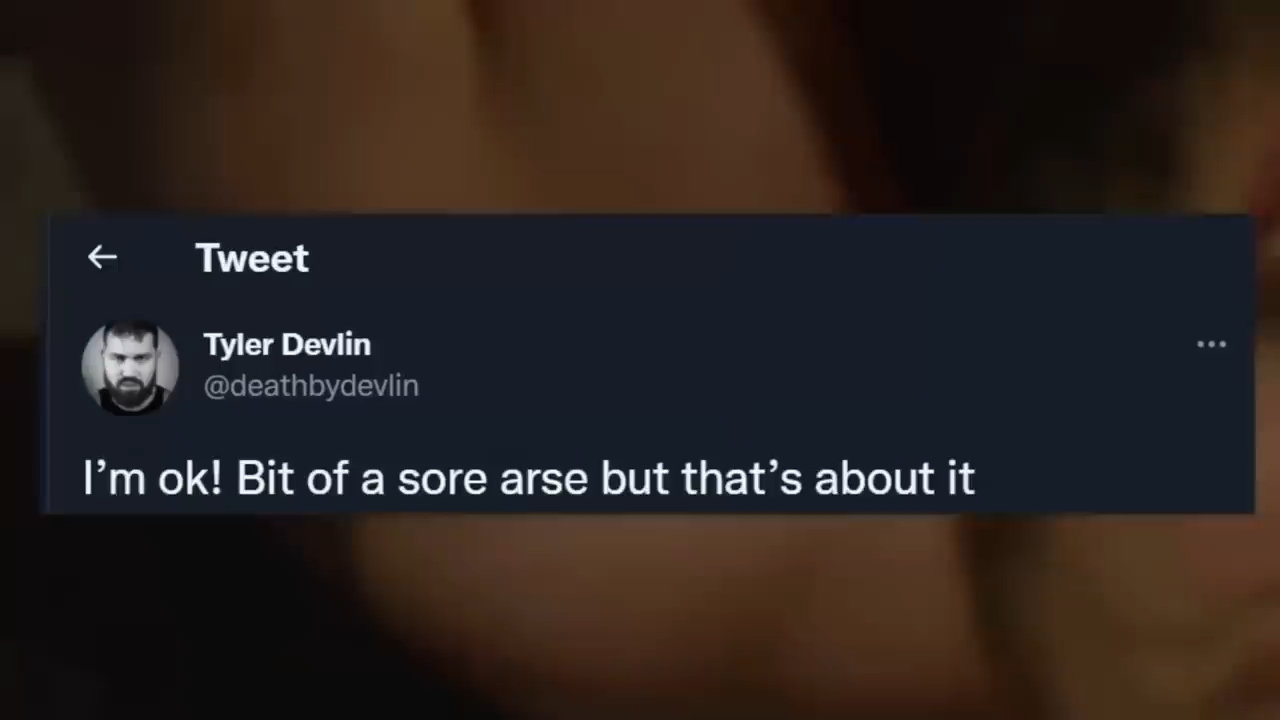 Tweet
Tyler Devlin
@deathbydevlin
I’m ok! Bit of a sore arse but that’s about it